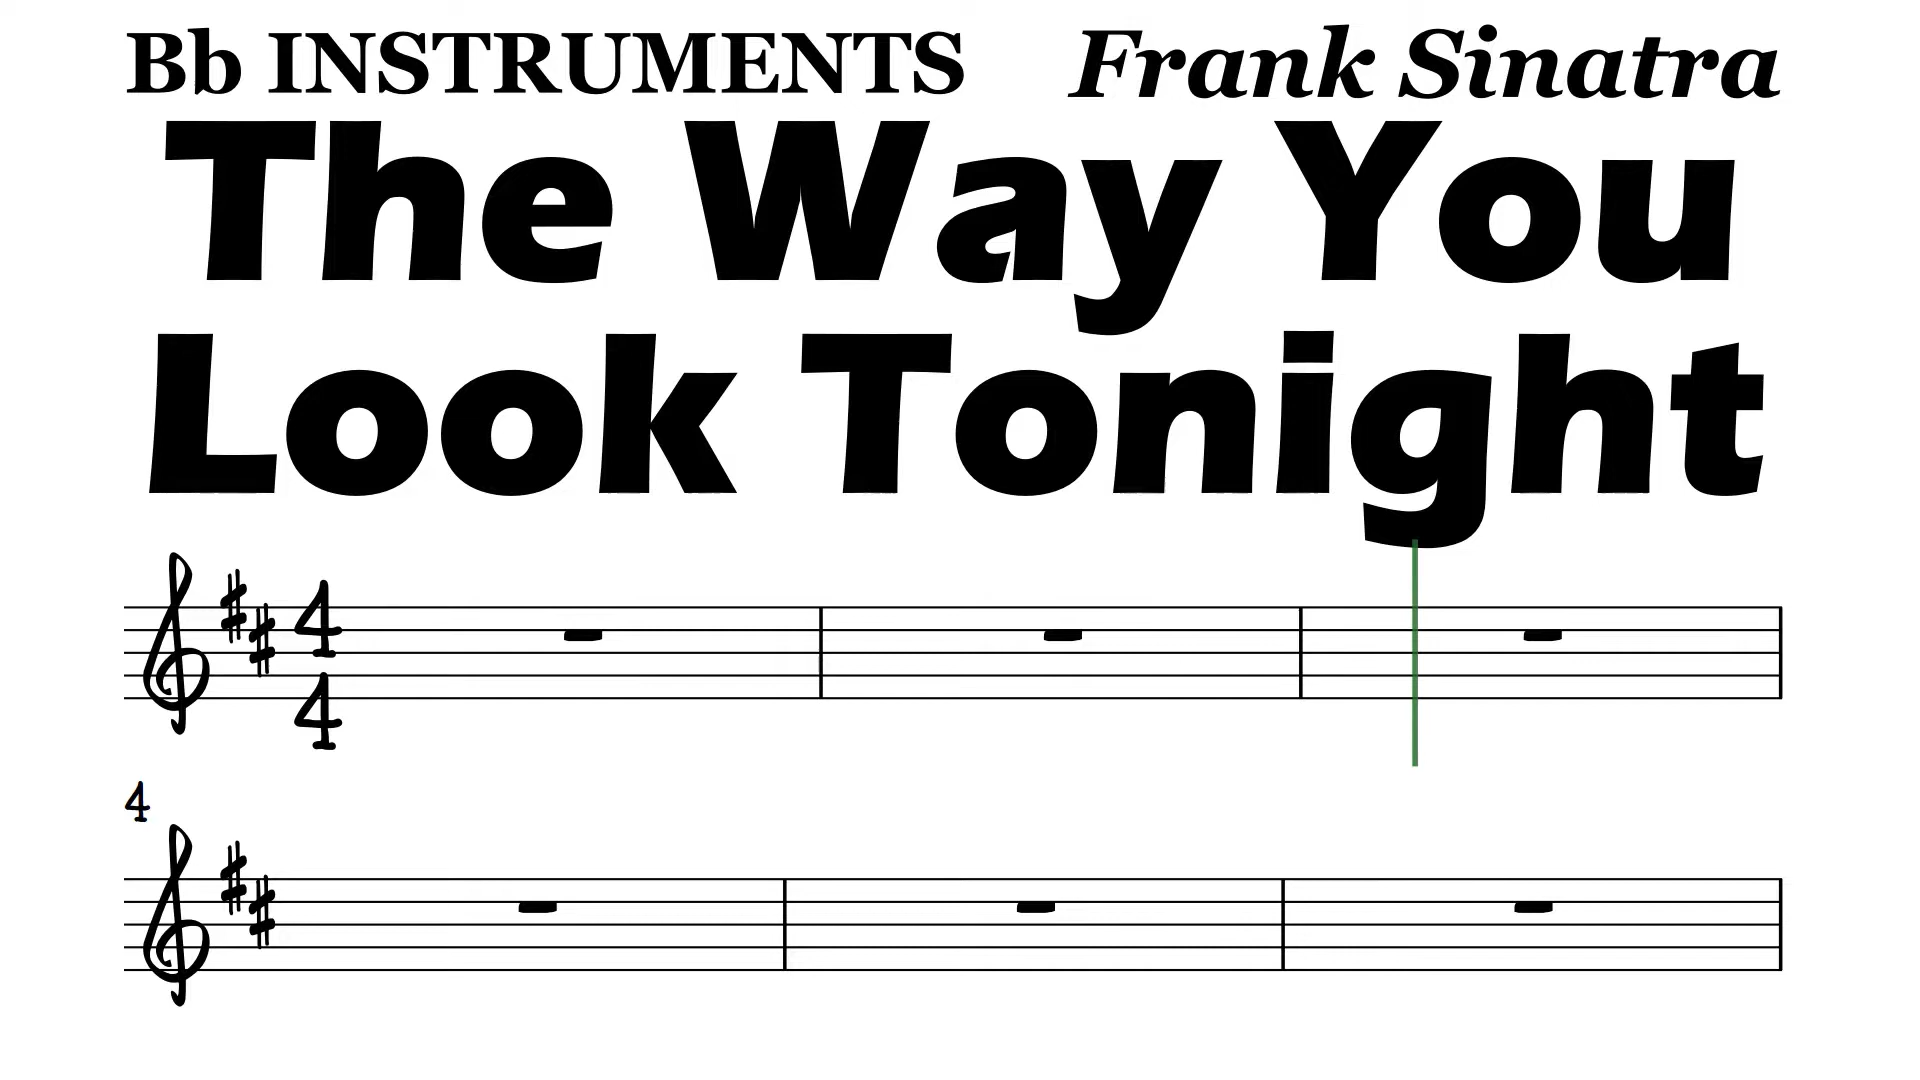 Bb INSTRUMENTS Frank Sinatra
The Way You
Look Tonight
4
4
4